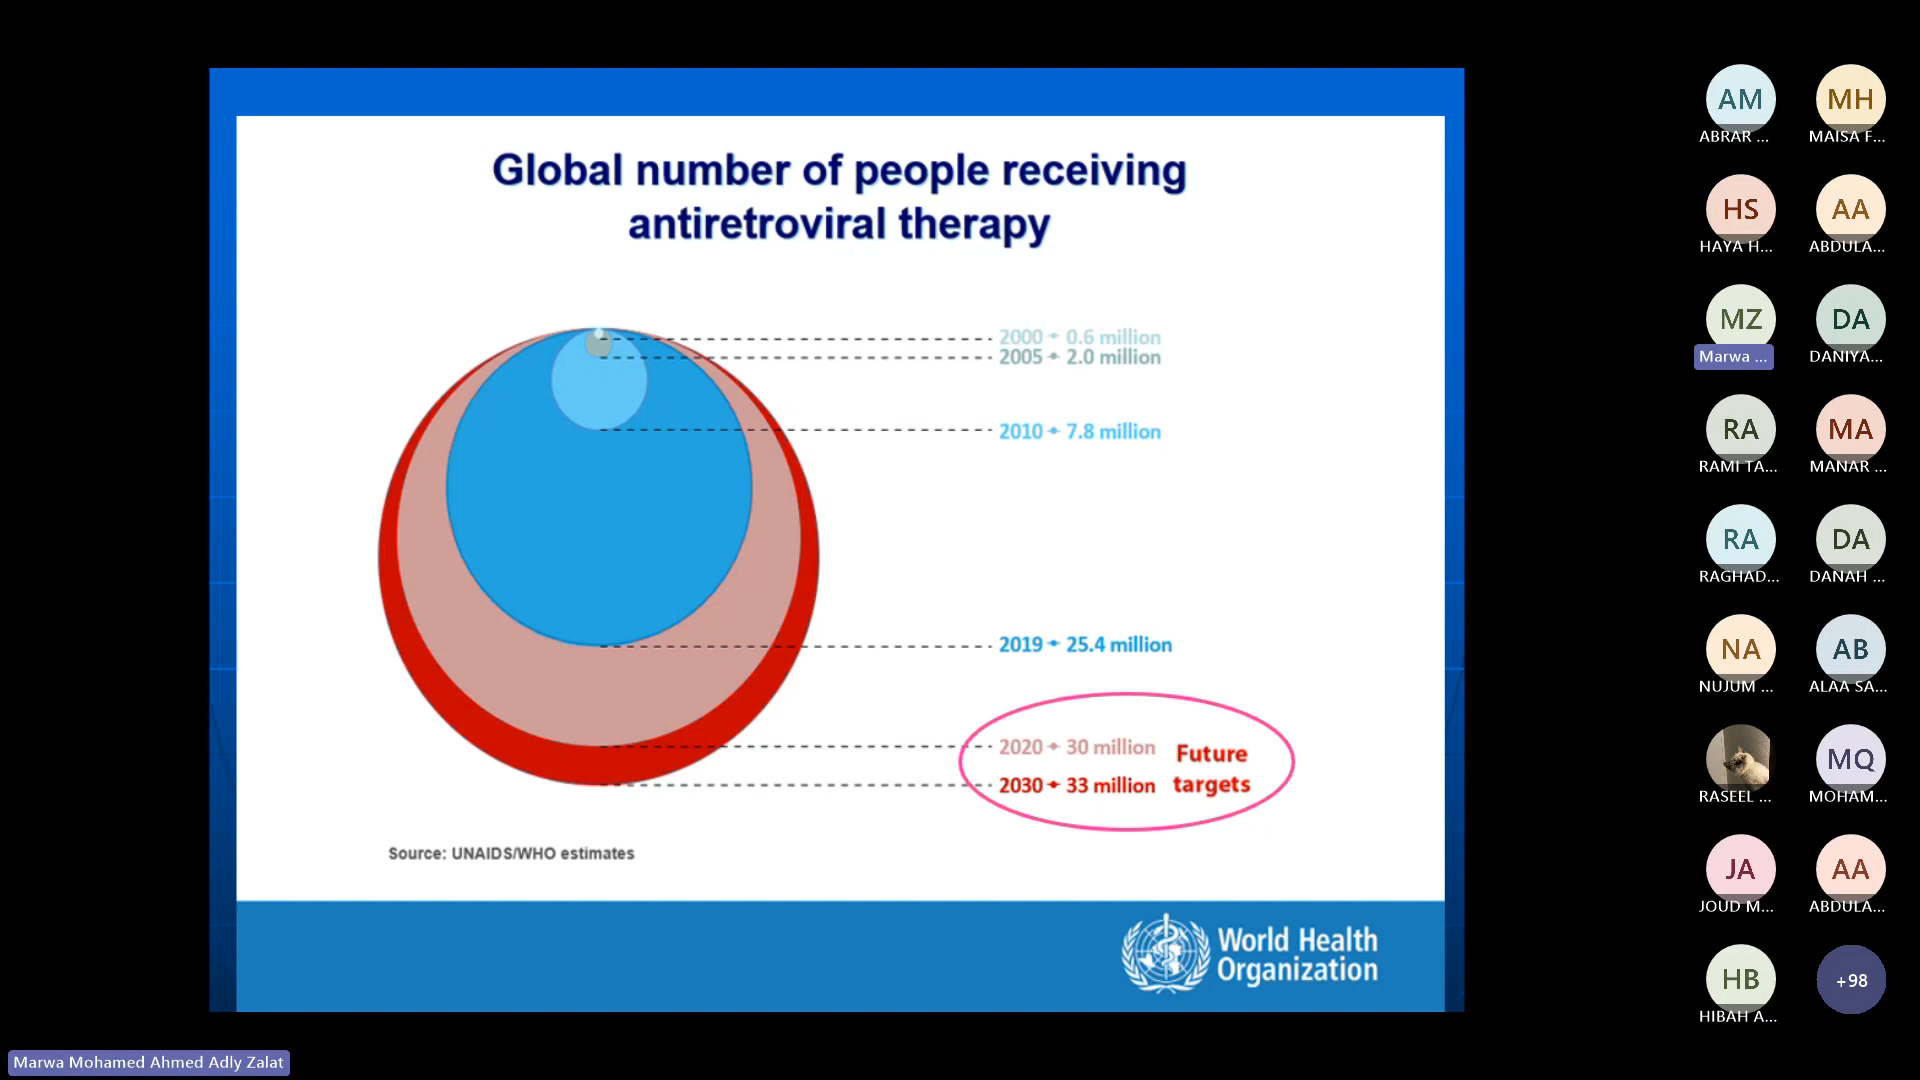 Global number of people receiving
antiretroviral therapy
2000 - 0.6 million
2005 - 2.0 million
2010 - 7.8 million
2019 - 25.4 million
2020 - 30 million
2030 - 33 million
Future
targets
Source: UNAIDS/WHO estimates
World Health
Organization
AM
ABRAR ...
MH
MAISA F...
HS
HAYA H...
AA
ABDULA...
MZ
Marwa ...
DA
DANIYA...
RA
RAMI TA...
MA
MANAR ...
RA
RAGHAD...
DA
DANAH ...
NA
NUJUM ...
AB
ALAA SA...
RASEEL ...
MQ
MOHAM...
JA
JOUD M...
AA
ABDULA...
HB
HIBAH A...
+98
Marwa Mohamed Ahmed Adly Zalat